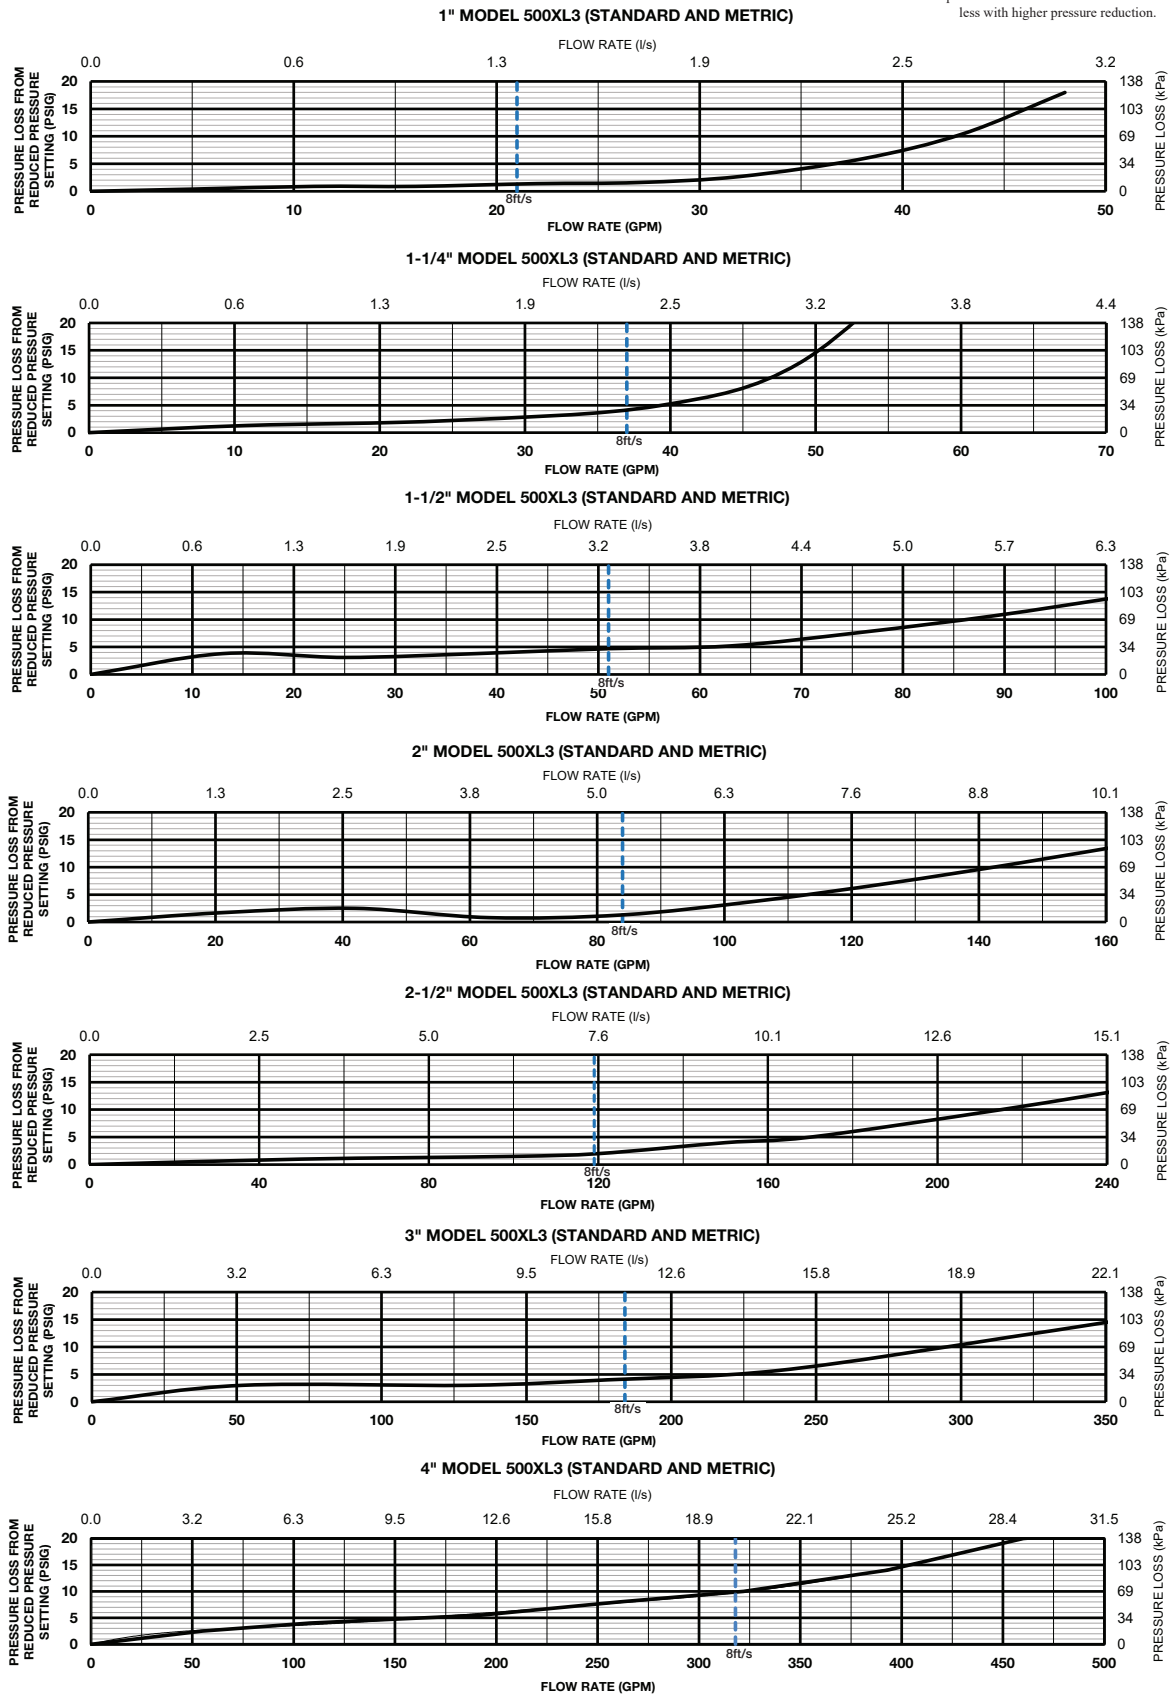 less with higher pressure reduction.
1" MODEL 500XL3 (STANDARD AND METRIC)
FLOW RATE (l/s)
0.0 0.6 1.3 1.9 2.5 3.2
PRESSURE LOSS FROM
REDUCED PRESSURE
SETTING (PSIG)
20 138
15 103
10 69
5 34
0 0
PRESSURE LOSS (kPa)
8ft/s
0 10 20 30 40 50
FLOW RATE (GPM)
1-1/4" MODEL 500XL3 (STANDARD AND METRIC)
FLOW RATE (l/s)
0.0 0.6 1.3 1.9 2.5 3.2 3.8 4.4
PRESSURE LOSS FROM
REDUCED PRESSURE
SETTING (PSIG)
20 138
15 103
10 69
5 34
0 0
PRESSURE LOSS (kPa)
8ft/s
0 10 20 30 40 50 60 70
FLOW RATE (GPM)
1-1/2" MODEL 500XL3 (STANDARD AND METRIC)
FLOW RATE (l/s)
0.0 0.6 1.3 1.9 2.5 3.2 3.8 4.4 5.0 5.7 6.3
PRESSURE LOSS FROM
REDUCED PRESSURE
SETTING (PSIG)
20 138
15 103
10 69
5 34
0 0
PRESSURE LOSS (kPa)
8ft/s
0 10 20 30 40 50 60 70 80 90 100
FLOW RATE (GPM)
2" MODEL 500XL3 (STANDARD AND METRIC)
FLOW RATE (l/s)
0.0 1.3 2.5 3.8 5.0 6.3 7.6 8.8 10.1
PRESSURE LOSS FROM
REDUCED PRESSURE
SETTING (PSIG)
20 138
15 103
10 69
5 34
0 0
PRESSURE LOSS (kPa)
8ft/s
0 20 40 60 80 100 120 140 160
FLOW RATE (GPM)
2-1/2" MODEL 500XL3 (STANDARD AND METRIC)
FLOW RATE (l/s)
0.0 2.5 5.0 7.6 10.1 12.6 15.1
PRESSURE LOSS FROM
REDUCED PRESSURE
SETTING (PSIG)
20 138
15 103
10 69
5 34
0 0
PRESSURE LOSS (kPa)
8ft/s
0 40 80 120 160 200 240
FLOW RATE (GPM)
3" MODEL 500XL3 (STANDARD AND METRIC)
FLOW RATE (l/s)
0.0 3.2 6.3 9.5 12.6 15.8 18.9 22.1
PRESSURE LOSS FROM
REDUCED PRESSURE
SETTING (PSIG)
20 138
15 103
10 69
5 34
0 0
PRESSURE LOSS (kPa)
8ft/s
0 50 100 150 200 250 300 350
FLOW RATE (GPM)
4" MODEL 500XL3 (STANDARD AND METRIC)
FLOW RATE (l/s)
0.0 3.2 6.3 9.5 12.6 15.8 18.9 22.1 25.2 28.4 31.5
PRESSURE LOSS FROM
REDUCED PRESSURE
SETTING (PSIG)
20 138
15 103
10 69
5 34
0 0
PRESSURE LOSS (kPa)
8ft/s
0 50 100 150 200 250 300 350 400 450 500
FLOW RATE (GPM)